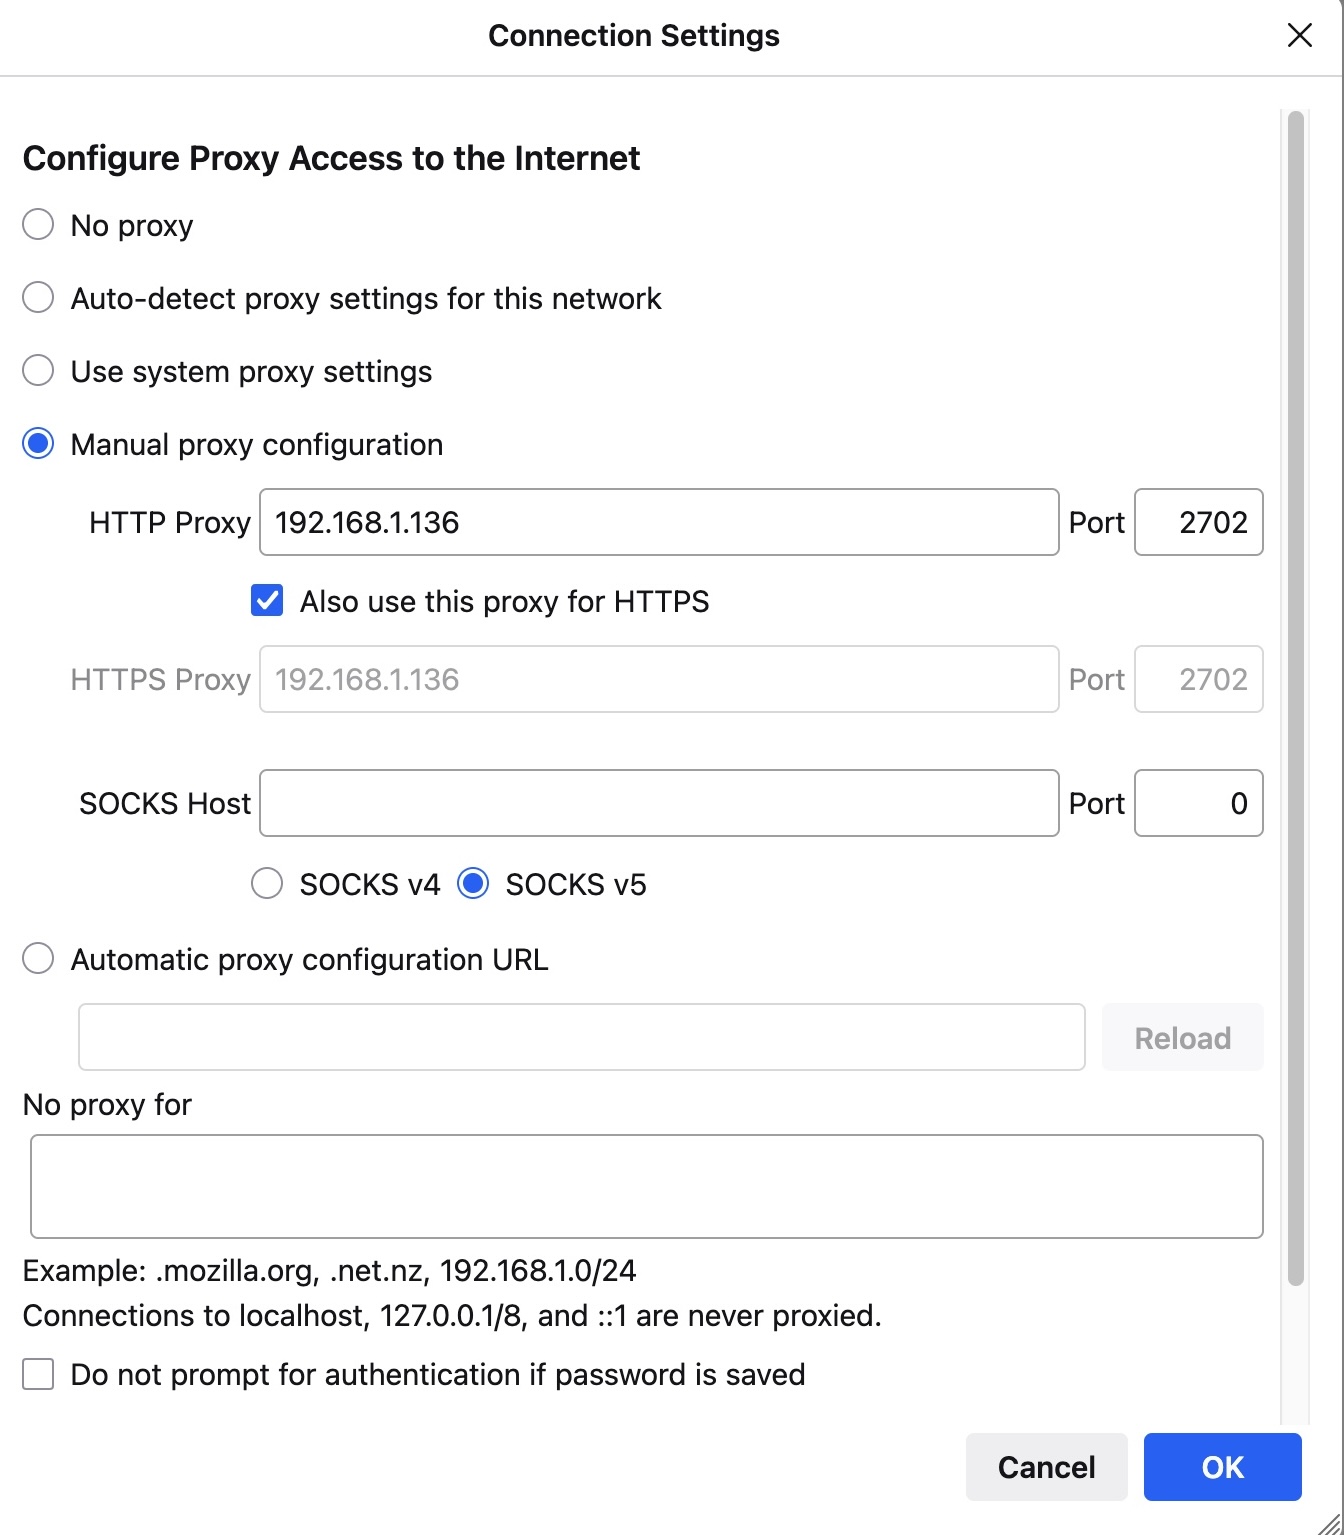 Connection Settings
Configure Proxy Access to the Internet
No proxy
Auto-detect proxy settings for this network
Use system proxy settings
Manual proxy configuration
HTTP Proxy 192.168.1.136 Port 2702
Also use this proxy for HTTPS
HTTPS Proxy 192.168.1.136 Port 2702
SOCKS Host Port 0
SOCKS v4 SOCKS v5
Automatic proxy configuration URL
Reload
No proxy for
Example: .mozilla.org, .net.nz, 192.168.1.0/24
Connections to localhost, 127.0.0.1/8, and ::1 are never proxied.
Do not prompt for authentication if password is saved
Cancel OK